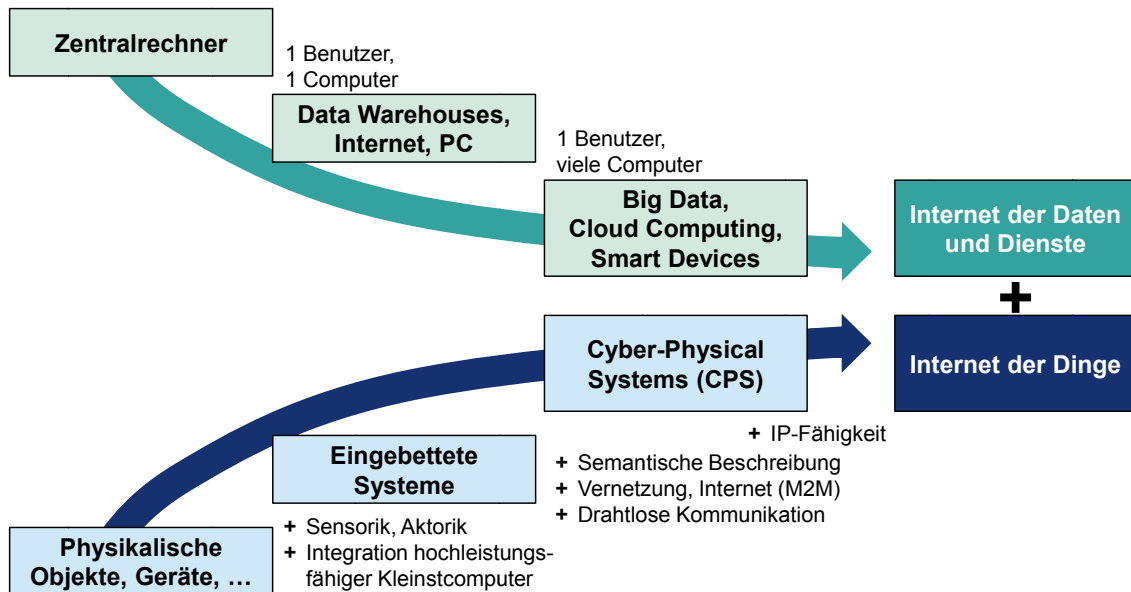 Zentralrechner
1 Benutzer,
1 Computer
Data Warehouses,
Internet, PC
1 Benutzer,
viele Computer
Big Data,
Cloud Computing,
Smart Devices
Internet der Daten
und Dienste
+
Internet der Dinge
Cyber-Physical
Systems (CPS)
+ IP-Fähigkeit
+ Semantische Beschreibung
+ Vernetzung, Internet (M2M)
+ Drahtlose Kommunikation
Eingebettete
Systeme
+ Sensorik, Aktorik
+ Integration hochleistungs-
fähiger Kleinstcomputer
Physikalische
Objekte, Geräte, …